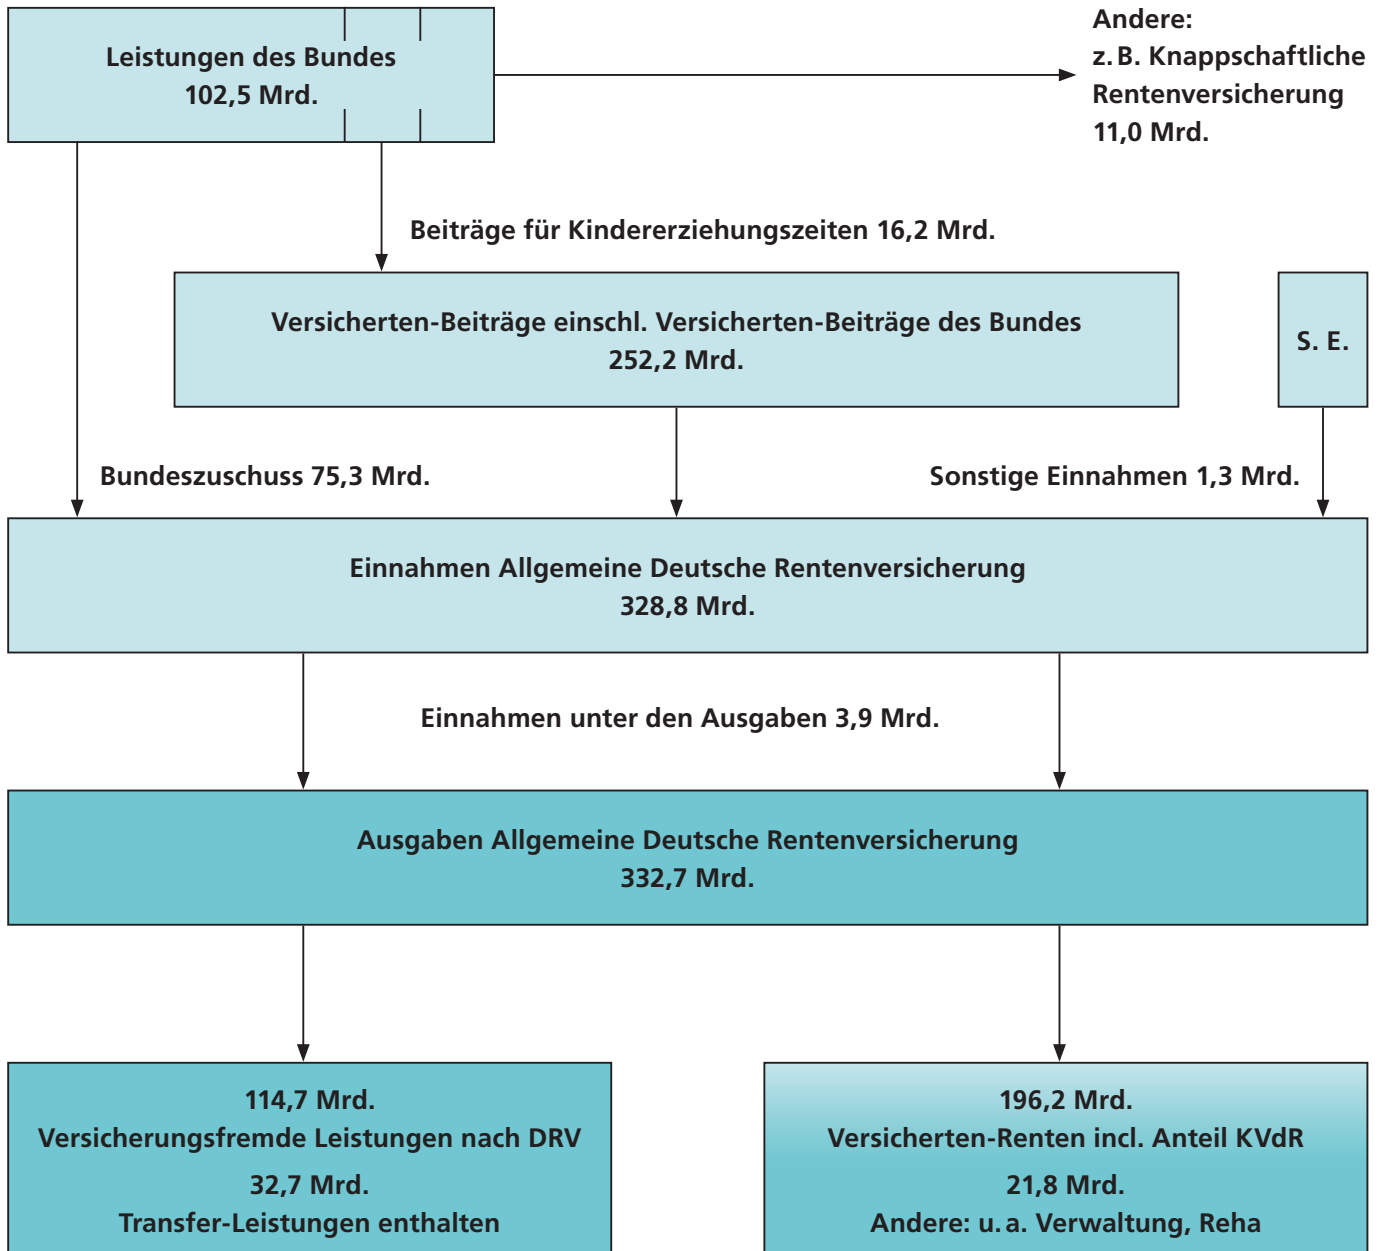 Leistungen des Bundes
102,5 Mrd.
Andere:
z. B. Knappschaftliche
Rentenversicherung
11,0 Mrd.
Beiträge für Kindererziehungszeiten 16,2 Mrd.
Versicherten-Beiträge einschl. Versicherten-Beiträge des Bundes
252,2 Mrd.
S. E.
Bundeszuschuss 75,3 Mrd.
Sonstige Einnahmen 1,3 Mrd.
Einnahmen Allgemeine Deutsche Rentenversicherung
328,8 Mrd.
Einnahmen unter den Ausgaben 3,9 Mrd.
Ausgaben Allgemeine Deutsche Rentenversicherung
332,7 Mrd.
114,7 Mrd.
Versicherungsfremde Leistungen nach DRV
32,7 Mrd.
Transfer-Leistungen enthalten
196,2 Mrd.
Versicherten-Renten incl. Anteil KVdR
21,8 Mrd.
Andere: u. a. Verwaltung, Reha